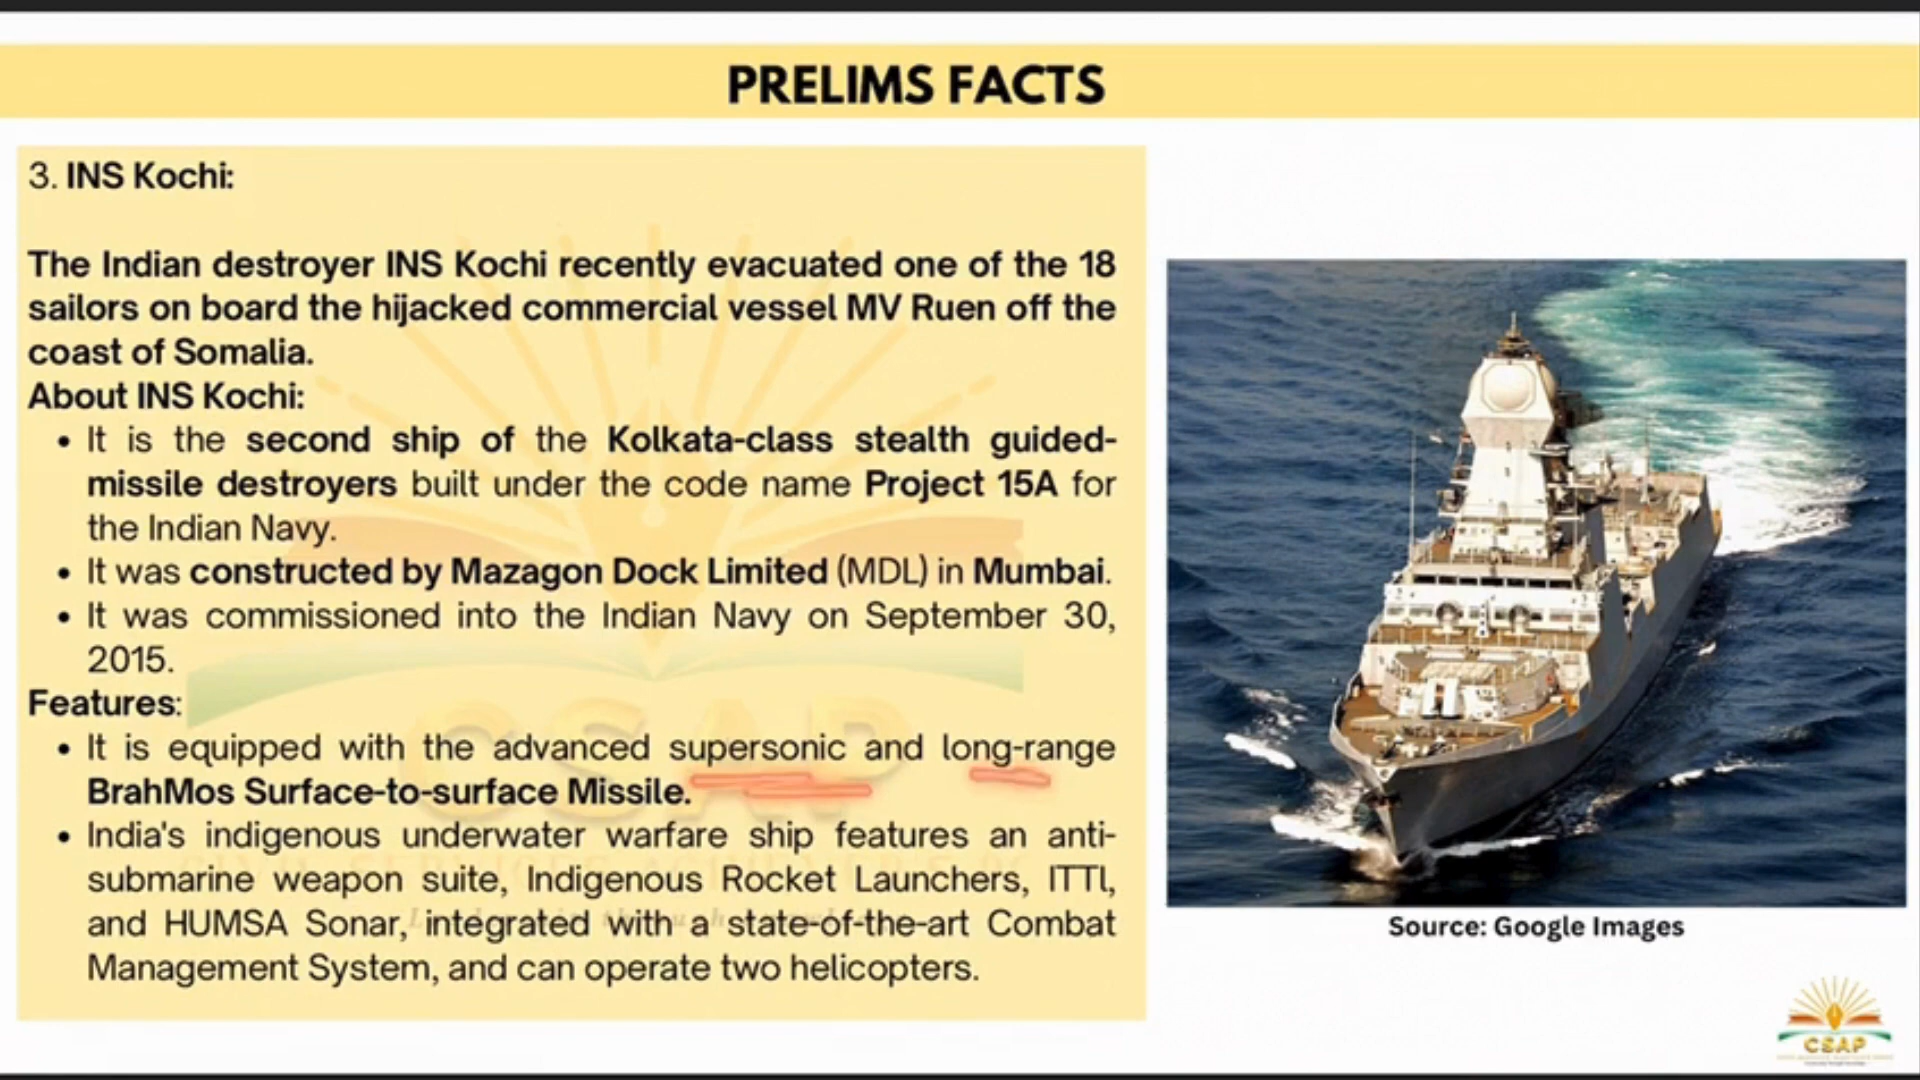 PRELIMS FACTS
3. INS Kochi:
The Indian destroyer INS Kochi recently evacuated one of the 18
sailors on board the hijacked commercial vessel MV Ruen off the
coast of Somalia.
About INS Kochi:
• It is the second ship of the Kolkata-class stealth guided-
missile destroyers built under the code name Project 15A for
the Indian Navy.
• It was constructed by Mazagon Dock Limited (MDL) in Mumbai.
• It was commissioned into the Indian Navy on September 30,
2015.
Features:
• It is equipped with the advanced supersonic and long-range
BrahMos Surface-to-surface Missile.
• India's indigenous underwater warfare ship features an anti-
submarine weapon suite, Indigenous Rocket Launchers, ITTL,
and HUMSA Sonar, integrated with a state-of-the-art Combat
Management System, and can operate two helicopters.
Source: Google Images
CSAP
CSAP